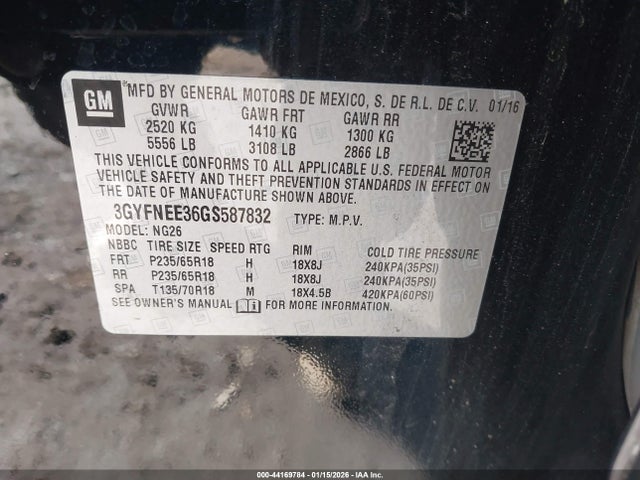 GM
MFD BY GENERAL MOTORS DE MEXICO, S. DE R.L. DE C.V. 01/16
GVWR GAWR FRT GAWR RR
2520 KG 1410 KG 1300 KG
5556 LB 3108 LB 2866 LB
THIS VEHICLE CONFORMS TO ALL APPLICABLE U.S. FEDERAL MOTOR
VEHICLE SAFETY AND THEFT PREVENTION STANDARDS IN EFFECT ON
THE DATE OF MANUFACTURE SHOWN ABOVE.
3GYFNEE36GS587832 TYPE: M.P.V.
MODEL: NG26
NBBC TIRE SIZE SPEED RTG RIM COLD TIRE PRESSURE
FRT P235/65R18 H 18X8J 240KPA(35PSI)
RR P235/65R18 H 18X8J 240KPA(35PSI)
SPA T135/70R18 M 18X4.5B 420KPA(60PSI)
SEE OWNER'S MANUAL FOR MORE INFORMATION.
000-44169784 - 01/15/2026 - IAA Inc.